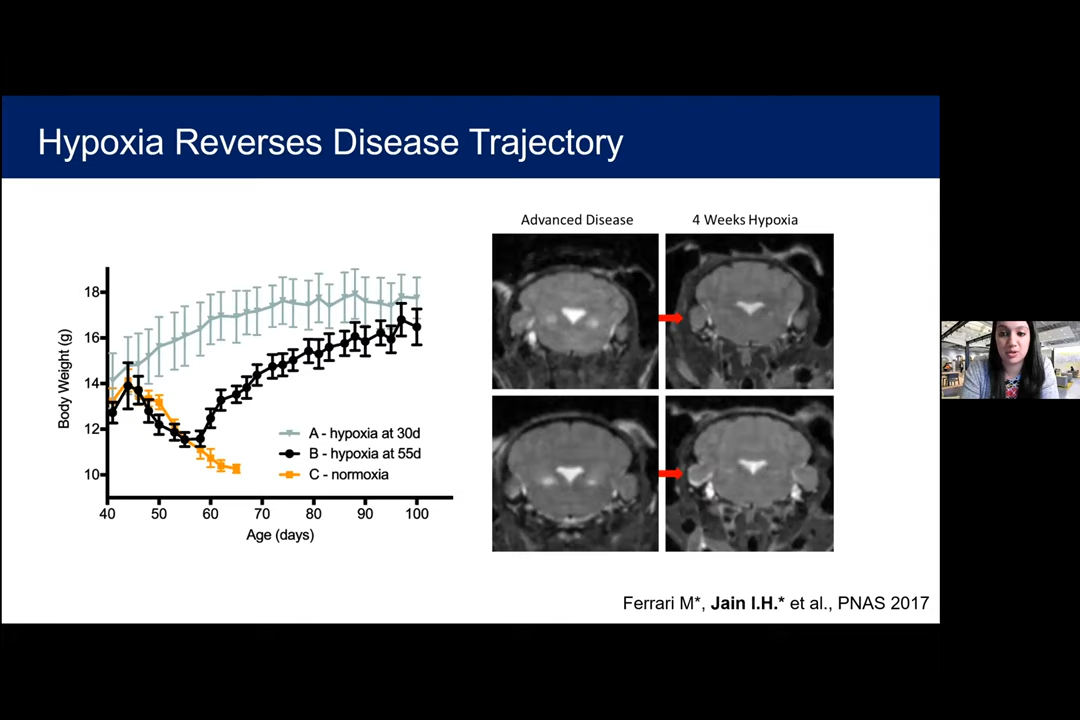 Hypoxia Reverses Disease Trajectory
Advanced Disease
4 Weeks Hypoxia
18
16
14
12
10
Body Weight (g)
A - hypoxia at 30d
B - hypoxia at 55d
C - normoxia
40 50 60 70 80 90 100
Age (days)
Ferrari M*, Jain I.H.* et al., PNAS 2017